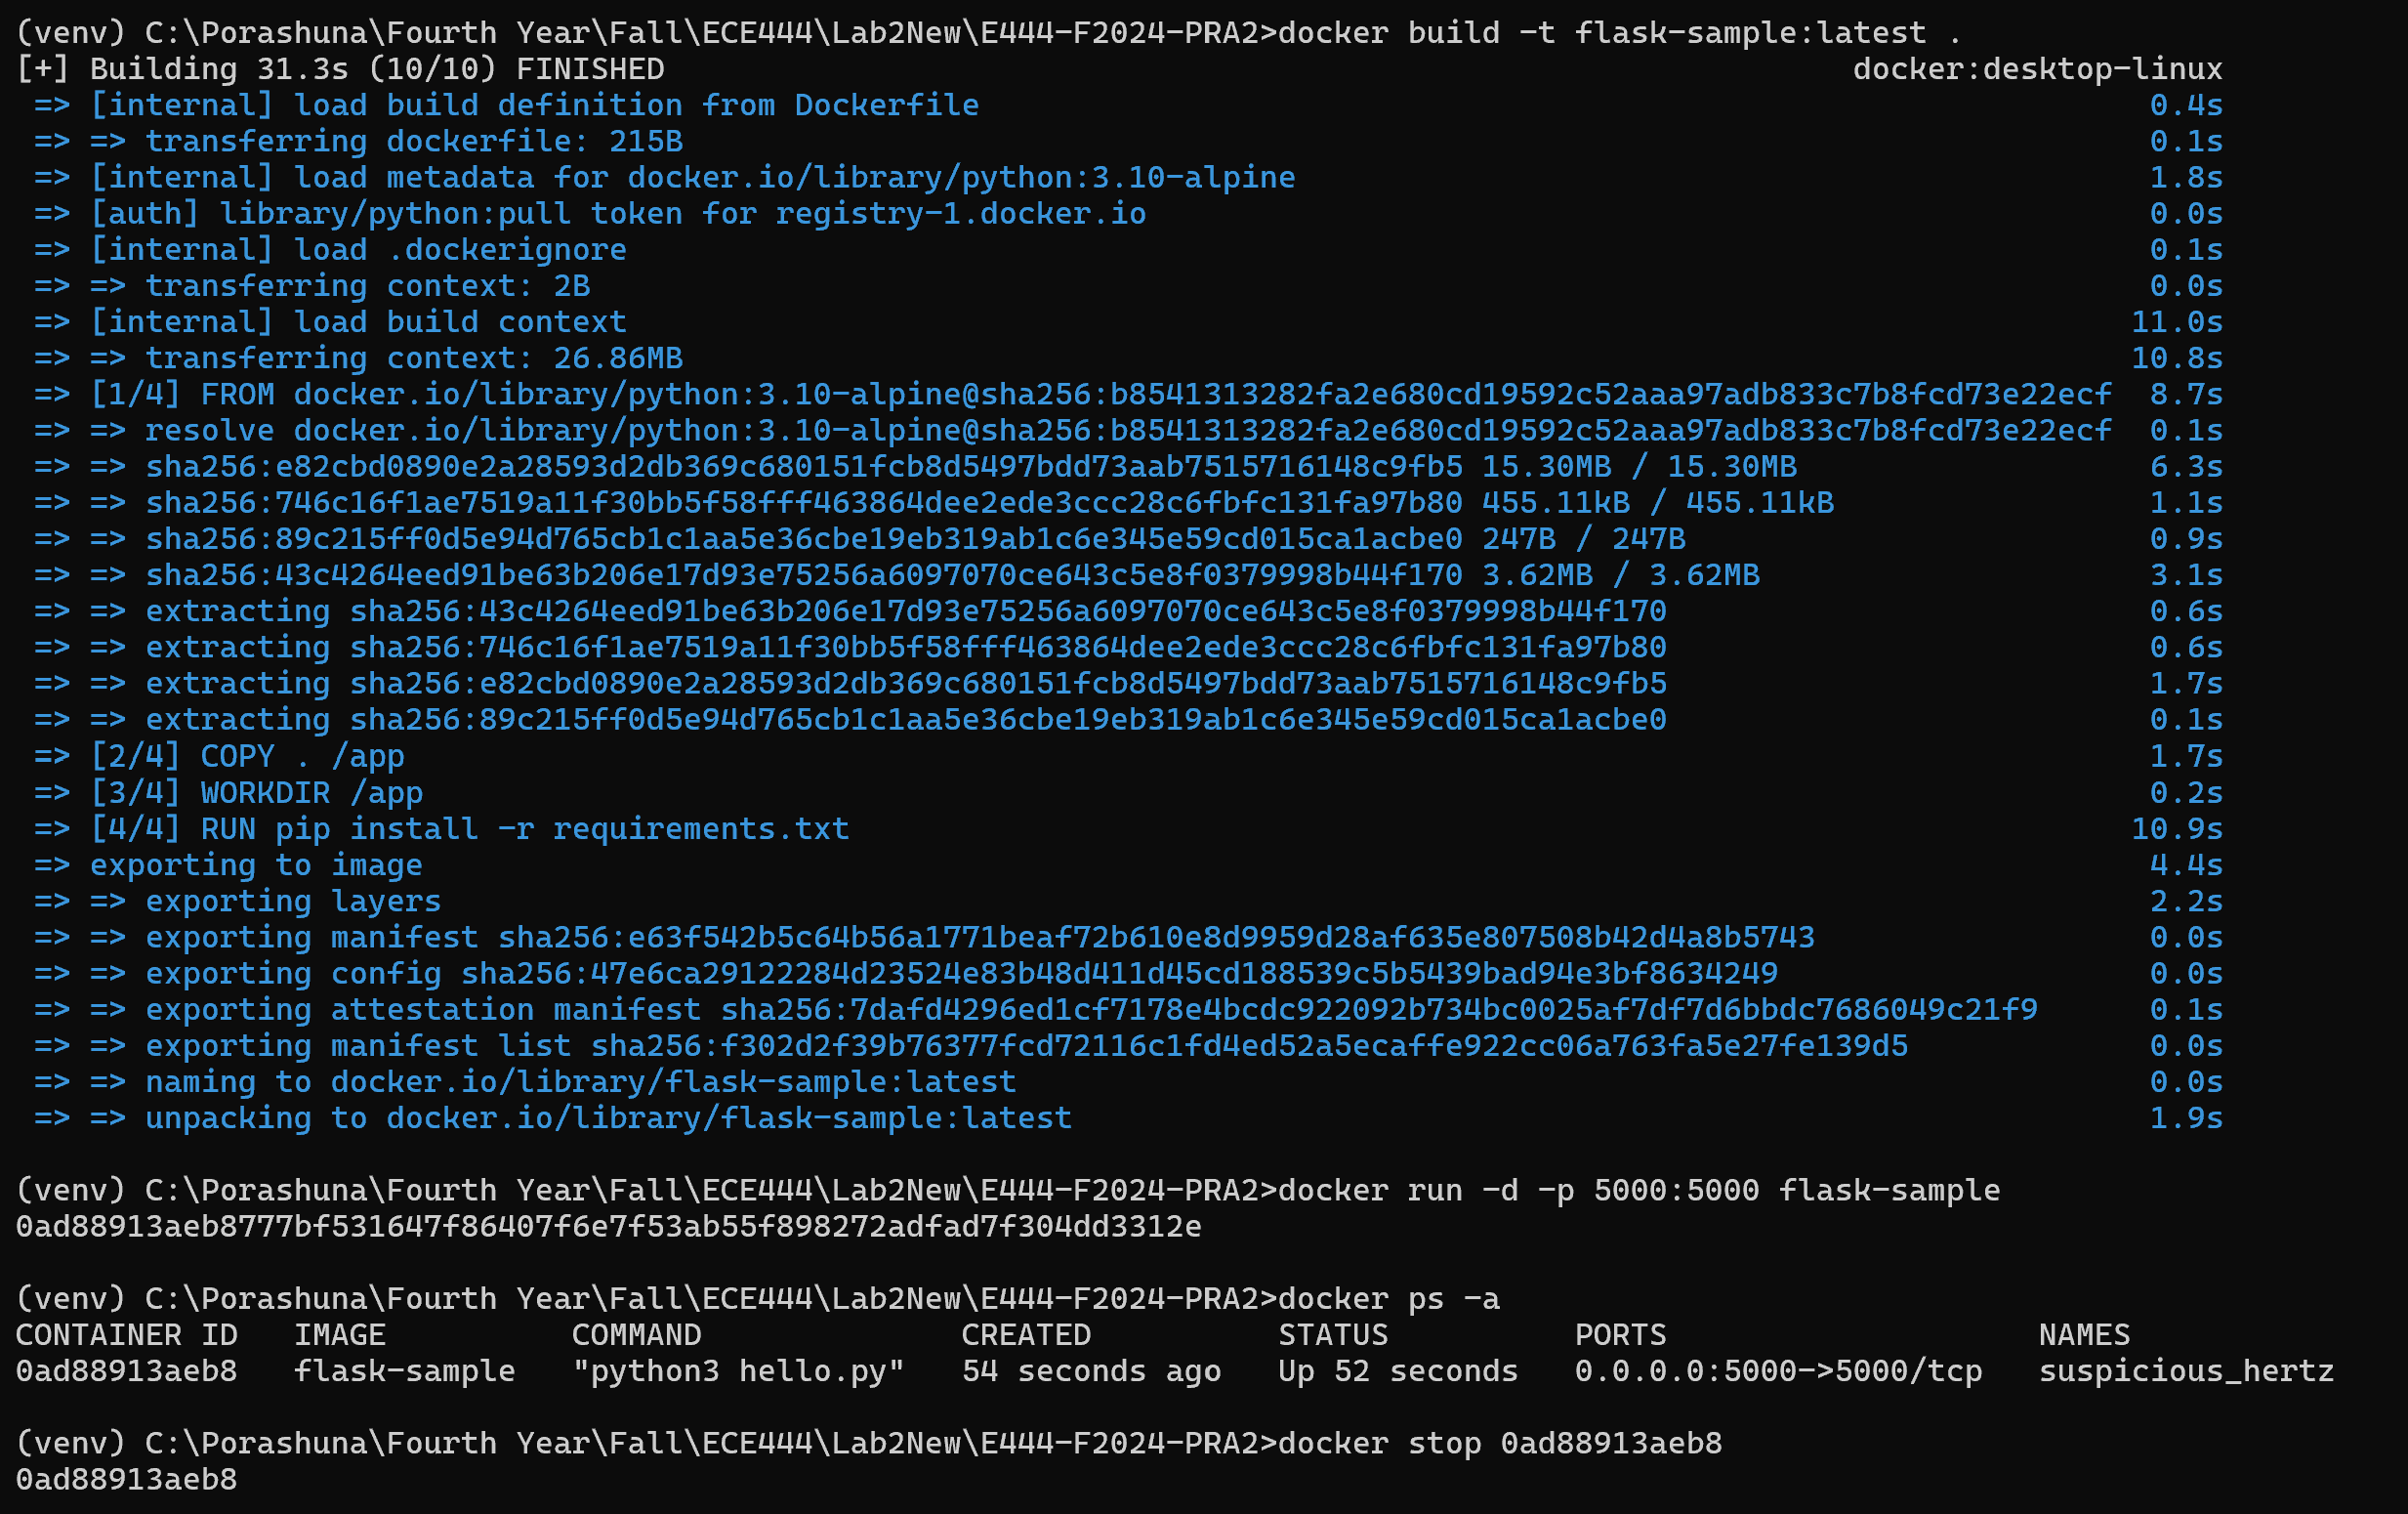 (venv) C:\Porashuna\Fourth Year\Fall\ECE444\Lab2New\E444-F2024-PRA2>docker build -t flask-sample:latest .
[+] Building 31.3s (10/10) FINISHED docker:desktop-linux
=> [internal] load build definition from Dockerfile 0.4s
=> => transferring dockerfile: 215B 0.1s
=> [internal] load metadata for docker.io/library/python:3.10-alpine 1.8s
=> [auth] library/python:pull token for registry-1.docker.io 0.0s
=> [internal] load .dockerignore 0.1s
=> => transferring context: 2B 0.0s
=> [internal] load build context 11.0s
=> => transferring context: 26.86MB 10.8s
=> [1/4] FROM docker.io/library/python:3.10-alpine@sha256:b8541313282fa2e680cd19592c52aaa97adb833c7b8fcd73e22ecf 8.7s
=> => resolve docker.io/library/python:3.10-alpine@sha256:b8541313282fa2e680cd19592c52aaa97adb833c7b8fcd73e22ecf 0.1s
=> => sha256:e82cbd0890e2a28593d2db369c680151fcb8d5497bdd73aab7515716148c9fb5 15.30MB / 15.30MB 6.3s
=> => sha256:746c16f1ae7519a11f30bb5f58fff463864dee2ede3ccc28c6fbfc131fa97b80 455.11kB / 455.11kB 1.1s
=> => sha256:89c215ff0d5e94d765cb1c1aa5e36cbe19eb319ab1c6e345e59cd015ca1acbe0 247B / 247B 0.9s
=> => sha256:43c4264eed91be63b206e17d93e75256a6097070ce643c5e8f0379998b44f170 3.62MB / 3.62MB 3.1s
=> => extracting sha256:43c4264eed91be63b206e17d93e75256a6097070ce643c5e8f0379998b44f170 0.6s
=> => extracting sha256:746c16f1ae7519a11f30bb5f58fff463864dee2ede3ccc28c6fbfc131fa97b80 0.6s
=> => extracting sha256:e82cbd0890e2a28593d2db369c680151fcb8d5497bdd73aab7515716148c9fb5 1.7s
=> => extracting sha256:89c215ff0d5e94d765cb1c1aa5e36cbe19eb319ab1c6e345e59cd015ca1acbe0 0.1s
=> [2/4] COPY . /app 1.7s
=> [3/4] WORKDIR /app 0.2s
=> [4/4] RUN pip install -r requirements.txt 10.9s
=> exporting to image 4.4s
=> => exporting layers 2.2s
=> => exporting manifest sha256:e63f542b5c64b56a1771beaf72b610e8d9959d28af635e807508b42d4a8b5743 0.0s
=> => exporting config sha256:47e6ca29122284d23524e83b48d411d45cd188539c5b5439bad94e3bf8634249 0.0s
=> => exporting attestation manifest sha256:7dafd4296ed1cf7178e4bcdc922092b734bc0025af7df7d6bbdc7686049c21f9 0.1s
=> => exporting manifest list sha256:f302d2f39b76377fcd72116c1fd4ed52a5ecaffe922cc06a763fa5e27fe139d5 0.0s
=> => naming to docker.io/library/flask-sample:latest 0.0s
=> => unpacking to docker.io/library/flask-sample:latest 1.9s
(venv) C:\Porashuna\Fourth Year\Fall\ECE444\Lab2New\E444-F2024-PRA2>docker run -d -p 5000:5000 flask-sample
0ad88913aeb8777bf531647f86407f6e7f53ab55f898272adfad7f304dd3312e
(venv) C:\Porashuna\Fourth Year\Fall\ECE444\Lab2New\E444-F2024-PRA2>docker ps -a
CONTAINER ID IMAGE COMMAND CREATED STATUS PORTS NAMES
0ad88913aeb8 flask-sample "python3 hello.py" 54 seconds ago Up 52 seconds 0.0.0.0:5000->5000/tcp suspicious_hertz
(venv) C:\Porashuna\Fourth Year\Fall\ECE444\Lab2New\E444-F2024-PRA2>docker stop 0ad88913aeb8
0ad88913aeb8